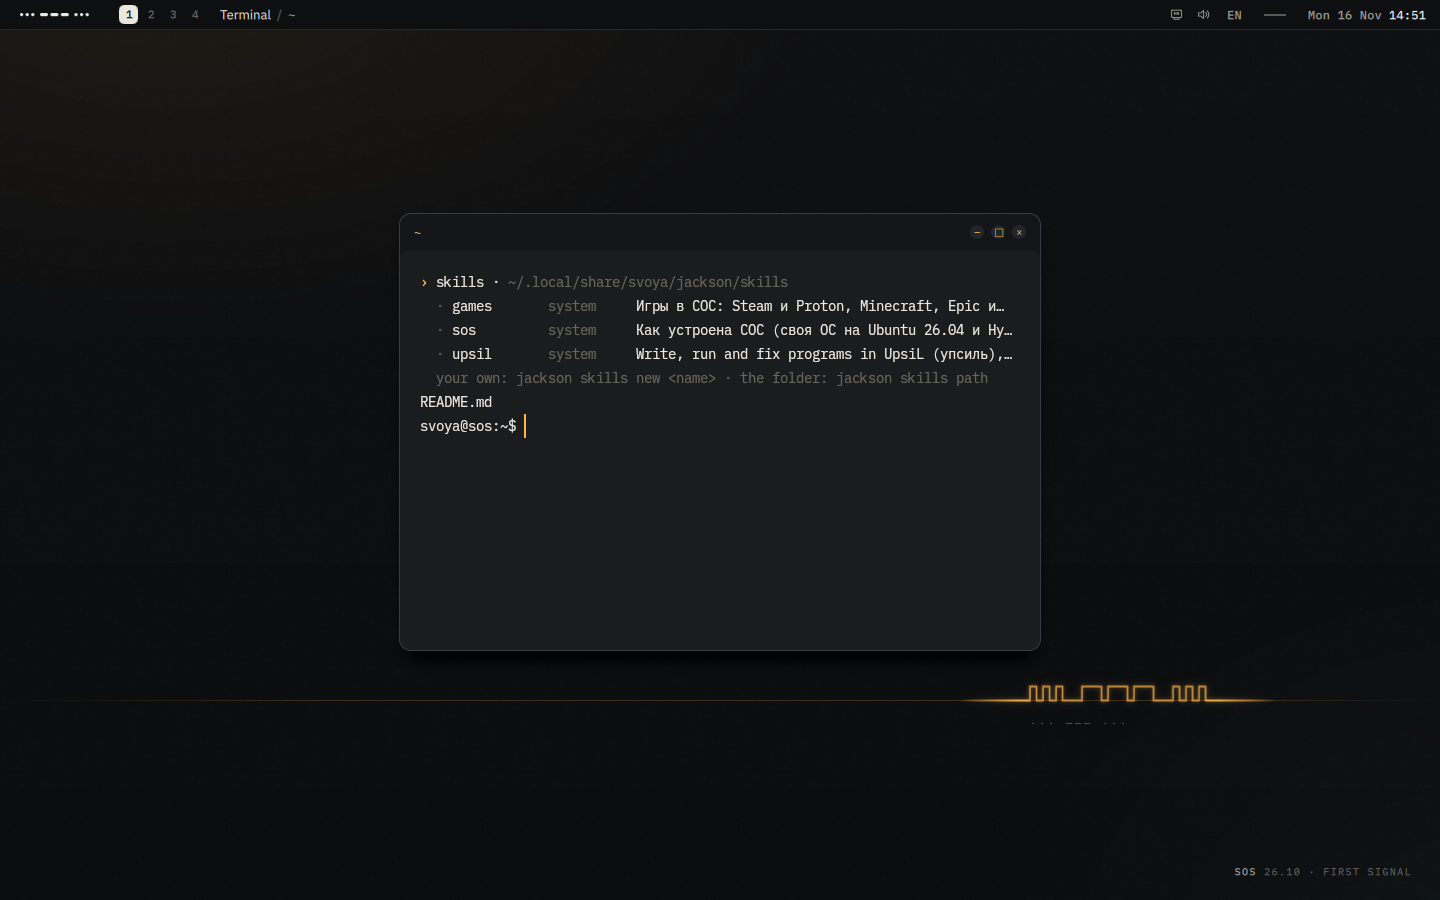 1 2 3 4 Terminal / ~
EN Mon 16 Nov 14:51
~
› skills · ~/.local/share/svoya/jackson/skills
· games system Игры в СОС: Steam и Proton, Minecraft, Epic и…
· sos system Как устроена СОС (своя ОС на Ubuntu 26.04 и Hy…
· upsil system Write, run and fix programs in UpsiL (упсиль),…
your own: jackson skills new <name> · the folder: jackson skills path
README.md
svoya@sos:~$
··· ——— ···
SOS 26.10 · FIRST SIGNAL